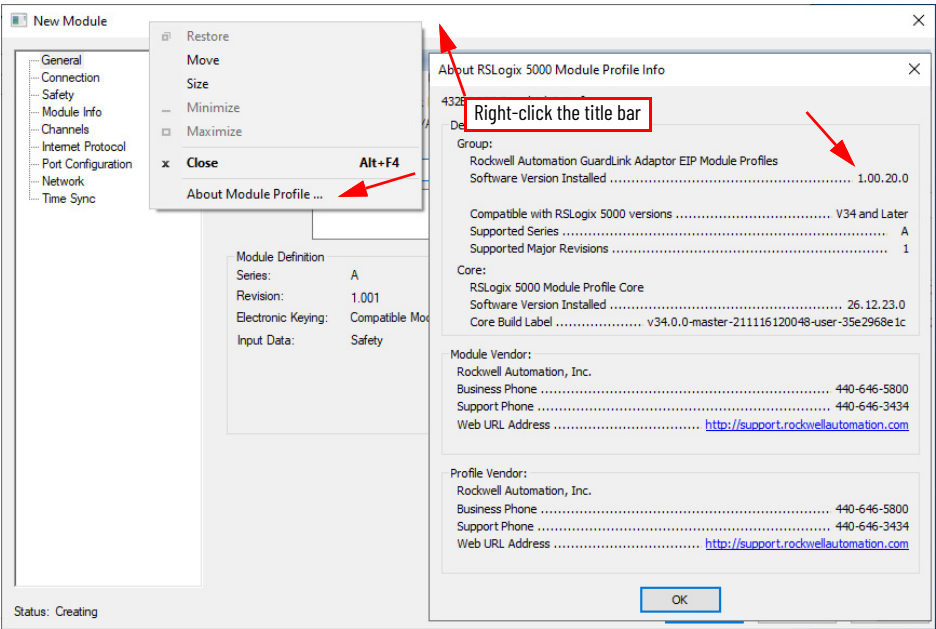 New Module
General
Connection
Safety
Module Info
Channels
Internet Protocol
Port Configuration
Network
Time Sync
Restore
Move
Size
Minimize
Maximize
x Close Alt+F4
About Module Profile ...
Module Definition
Series: A
Revision: 1.001
Electronic Keying: Compatible
Input Data: Safety
Status: Creating
Right-click the title bar
About RSLogix 5000 Module Profile Info
Group:
Rockwell Automation GuardLink Adaptor EIP Module Profiles
Software Version Installed ........ 1.00.20.0
Compatible with RSLogix 5000 versions ........ V34 and Later
Supported Series ........ A
Supported Major Revisions ........ 1
Core:
RSLogix 5000 Module Profile Core
Software Version Installed ........ 26.12.23.0
Core Build Label ........ v34.0.0-master-211116120048-user-35e2968e1c
Module Vendor:
Rockwell Automation, Inc.
Business Phone ........ 440-646-5800
Support Phone ........ 440-646-3434
Web URL Address ........ http://support.rockwellautomation.com
Profile Vendor:
Rockwell Automation, Inc.
Business Phone ........ 440-646-5800
Support Phone ........ 440-646-3434
Web URL Address ........ http://support.rockwellautomation.com
OK